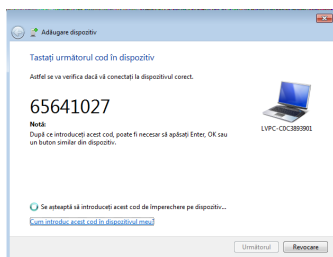 Adăugare dispozitiv
Tastați următorul cod în dispozitiv
Astfel se va verifica dacă vă conectați la dispozitivul corect.
65641027
Notă:
După ce introduceți acest cod, poate fi necesar să apăsați Enter, OK sau
un buton similar din dispozitiv.
LVPC-C0C3893901
Se așteaptă să introduceți acest cod de împerechere pe dispozitiv...
Cum introduc acest cod în dispozitivul meu?
Următorul
Revocare